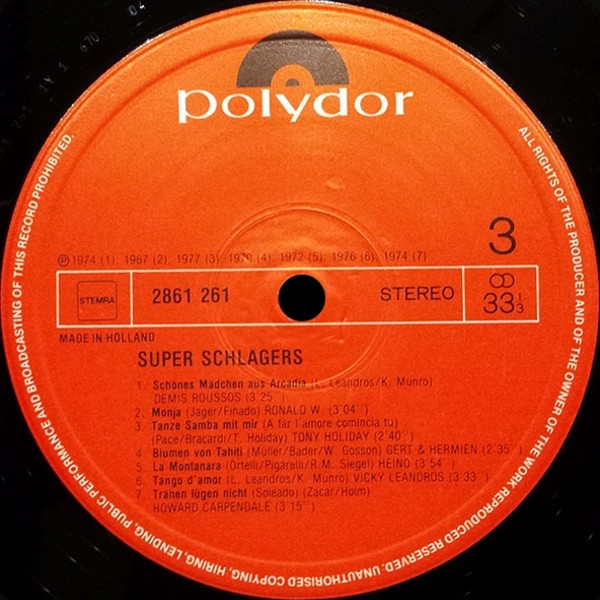 polydor
3
℗ 1974 (1), 1967 (2), 1977 (3), 1970 (4), 1972 (5), 1976 (6), 1974 (7)
STEMRA
2861 261
STEREO
33 1/3
MADE IN HOLLAND
SUPER SCHLAGERS
1. Schönes Mädchen aus Arcadia (L. Leandros/K. Munro)
DEMIS ROUSSOS (3´25´´)
2. Monja (Jäger/Finado) RONALD W. (3´04´´)
3. Tanze Samba mit mir (A far l'amore comincia tu)
(Pace/Bracardi/T. Holiday) TONY HOLIDAY (2´40´´)
4. Blumen von Tahiti (Müller/Bader/W. Gosson) GERT & HERMIEN (2´35´´)
5. La Montanara (Ortelli/Pigarelli/R.M. Siegel) HEINO (3´54´´)
6. Tango d'amor (L. Leandros/K. Munro) VICKY LEANDROS (3´33´´)
7. Tränen lügen nicht (Soleado) (Zacar/Holm)
HOWARD CARPENDALE (3´15´´)
ALL RIGHTS OF THE PRODUCER AND OF THE OWNER OF THE WORK REPRODUCED RESERVED. UNAUTHORISED COPYING, HIRING, LENDING, PUBLIC PERFORMANCE AND BROADCASTING OF THIS RECORD PROHIBITED.